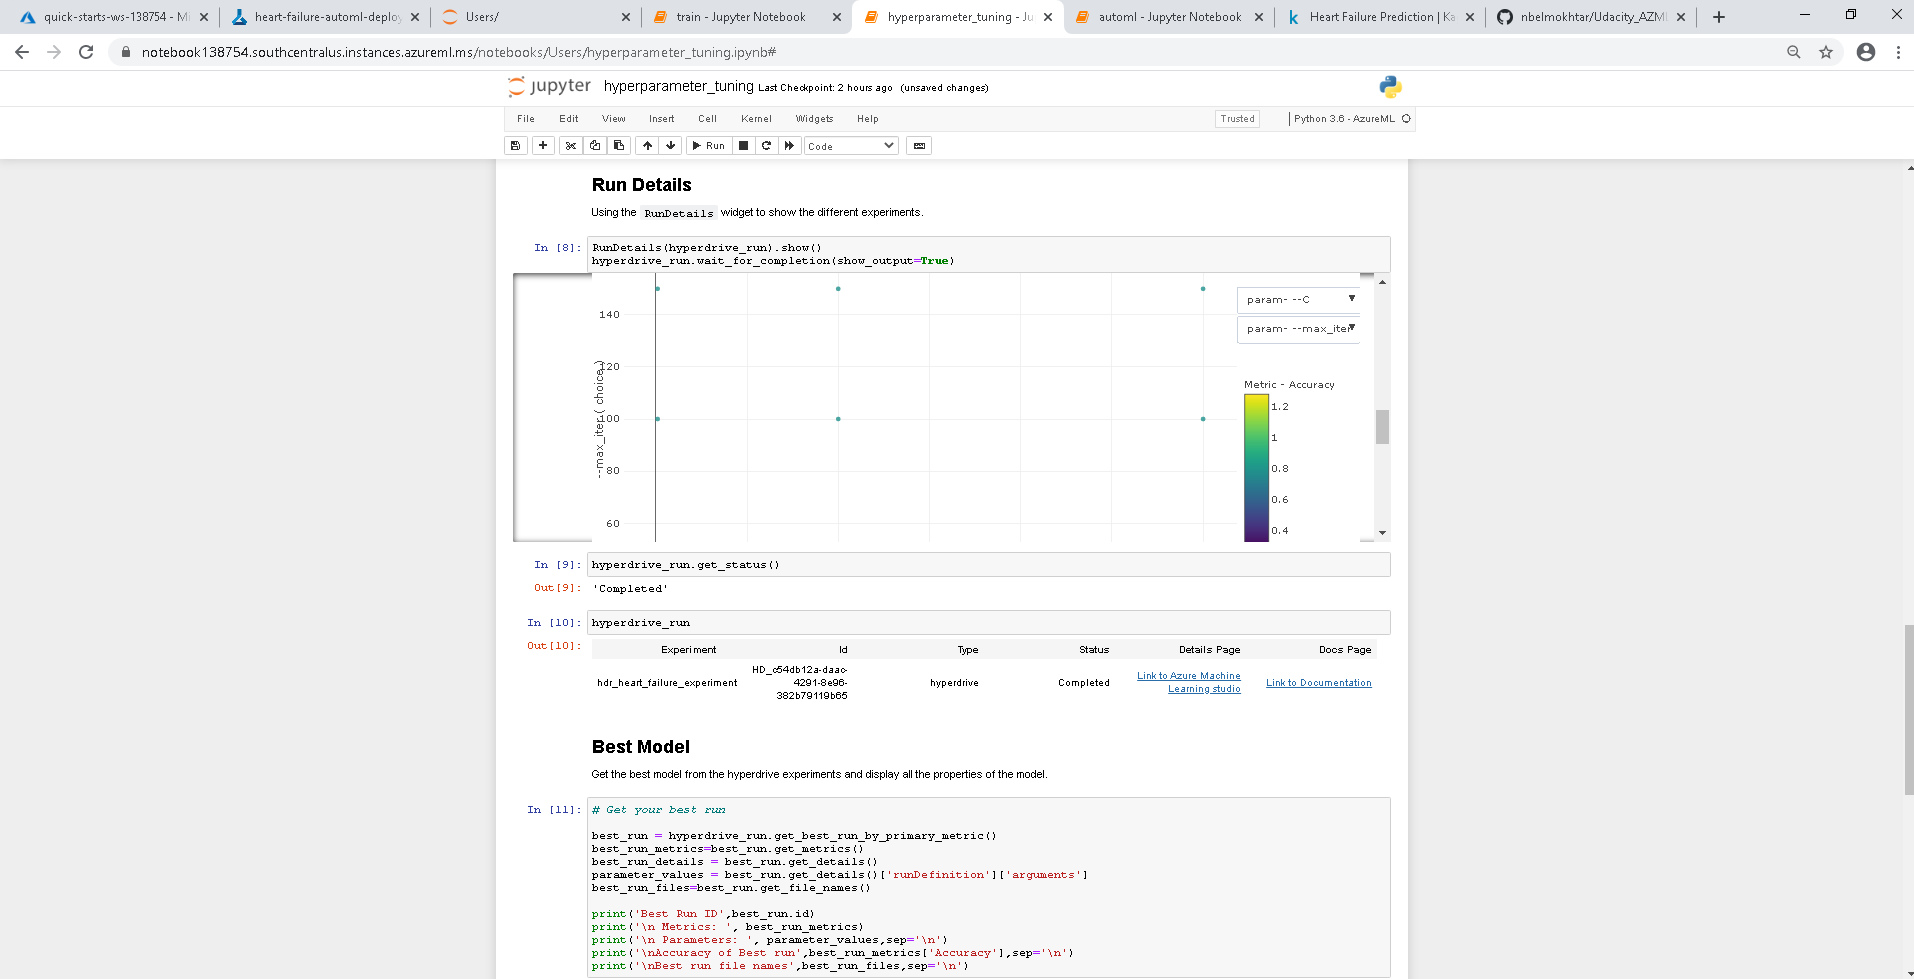 quick-starts-ws-138754 - Mi
heart-failure-automl-deploy
Users/
train - Jupyter Notebook
hyperparameter_tuning - Ju
automl - Jupyter Notebook
Heart Failure Prediction | Ka
nbelmokhtar/Udacity_AZML
notebook138754.southcentralus.instances.azureml.ms/notebooks/Users/hyperparameter_tuning.ipynb#
jupyter hyperparameter_tuning Last Checkpoint: 2 hours ago (unsaved changes)
File Edit View Insert Cell Kernel Widgets Help Trusted Python 3.6 - AzureML
Run Code
Run Details
Using the RunDetails widget to show the different experiments.
In [8]: RunDetails(hyperdrive_run).show()
hyperdrive_run.wait_for_completion(show_output=True)
param- --C
param- --max_iter
140
120
100
80
60
--max_iter ( choice )
Metric - Accuracy
1.2
1
0.8
0.6
0.4
In [9]: hyperdrive_run.get_status()
Out[9]: 'Completed'
In [10]: hyperdrive_run
Out[10]: Experiment Id Type Status Details Page Docs Page
hdr_heart_failure_experiment HD_c54db12a-daac-4291-8e96-382b79119b65 hyperdrive Completed Link to Azure Machine Learning studio Link to Documentation
Best Model
Get the best model from the hyperdrive experiments and display all the properties of the model.
In [11]: # Get your best run
best_run = hyperdrive_run.get_best_run_by_primary_metric()
best_run_metrics=best_run.get_metrics()
best_run_details = best_run.get_details()
parameter_values = best_run.get_details()['runDefinition']['arguments']
best_run_files=best_run.get_file_names()
print('Best Run ID',best_run.id)
print('\n Metrics: ', best_run_metrics)
print('\n Parameters: ', parameter_values,sep='\n')
print('\nAccuracy of Best run',best_run_metrics['Accuracy'],sep='\n')
print('\nBest run file names',best_run_files,sep='\n')